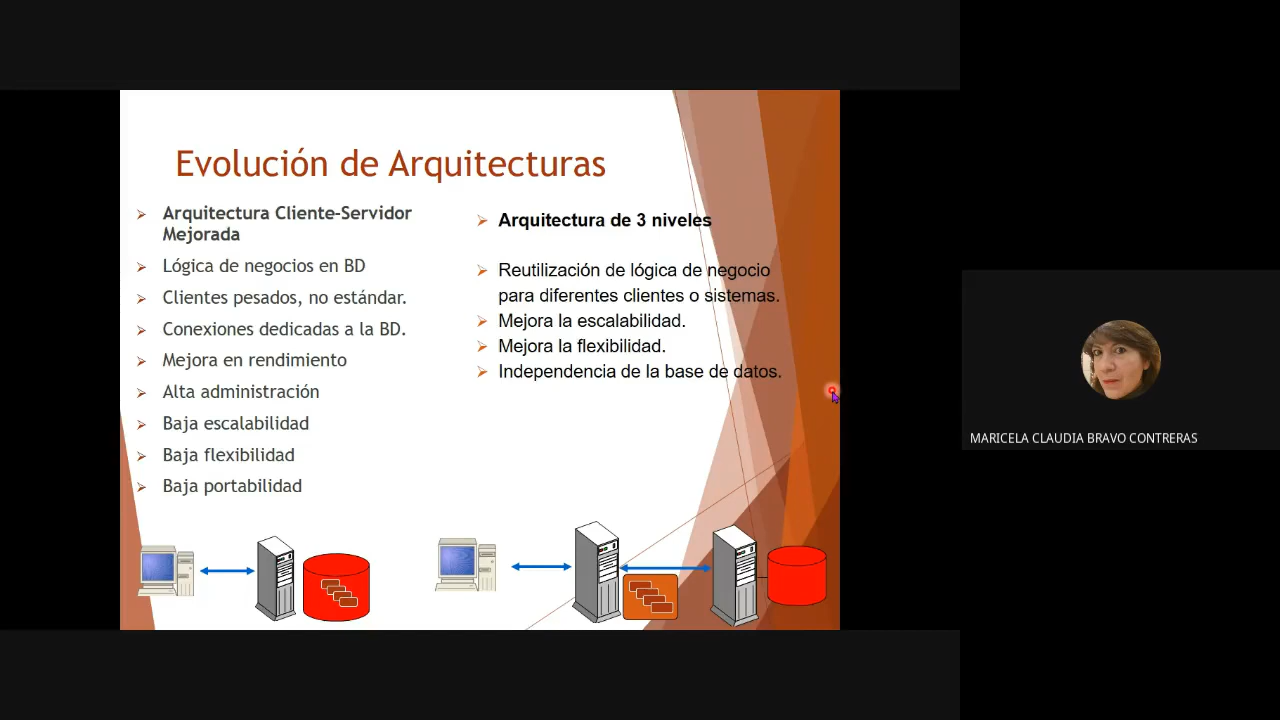 Evolución de Arquitecturas
Arquitectura Cliente-Servidor
Mejorada
Lógica de negocios en BD
Clientes pesados, no estándar.
Conexiones dedicadas a la BD.
Mejora en rendimiento
Alta administración
Baja escalabilidad
Baja flexibilidad
Baja portabilidad
Arquitectura de 3 niveles
Reutilización de lógica de negocio
para diferentes clientes o sistemas.
Mejora la escalabilidad.
Mejora la flexibilidad.
Independencia de la base de datos.
MARICELA CLAUDIA BRAVO CONTRERAS